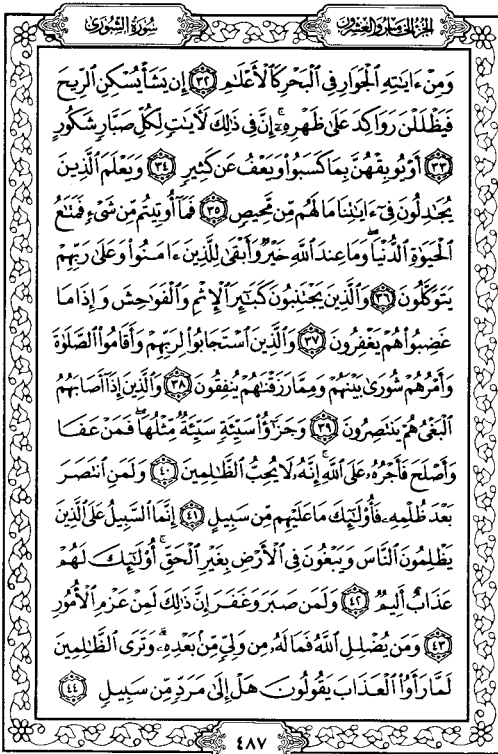 الجزء الخامس والعشرون
سورة الشورى
وَمِنْ ءَايَٰتِهِ ٱلْجَوَارِ فِى ٱلْبَحْرِ كَٱلْأَعْلَٰمِ ٣٢ إِن يَشَأْ يُسْكِنِ ٱلرِّيحَ
فَيَظْلَلْنَ رَوَاكِدَ عَلَىٰ ظَهْرِهِۦٓ ۚ إِنَّ فِى ذَٰلِكَ لَءَايَٰتٍ لِّكُلِّ صَبَّارٍ شَكُورٍ
٣٣ أَوْ يُوبِقْهُنَّ بِمَا كَسَبُوا۟ وَيَعْفُ عَن كَثِيرٍ ٣٤ وَيَعْلَمَ ٱلَّذِينَ
يُجَٰدِلُونَ فِىٓ ءَايَٰتِنَا مَا لَهُم مِّن مَّحِيصٍ ٣٥ فَمَآ أُوتِيتُم مِّن شَىْءٍ فَمَتَٰعُ
ٱلْحَيَوٰةِ ٱلدُّنْيَا ۖ وَمَا عِندَ ٱللَّهِ خَيْرٌ وَأَبْقَىٰ لِلَّذِينَ ءَامَنُوا۟ وَعَلَىٰ رَبِّهِمْ
يَتَوَكَّلُونَ ٣٦ وَٱلَّذِينَ يَجْتَنِبُونَ كَبَٰٓئِرَ ٱلْإِثْمِ وَٱلْفَوَٰحِشَ وَإِذَا مَا
غَضِبُوا۟ هُمْ يَغْفِرُونَ ٣٧ وَٱلَّذِينَ ٱسْتَجَابُوا۟ لِرَبِّهِمْ وَأَقَامُوا۟ ٱلصَّلَوٰةَ
وَأَمْرُهُمْ شُورَىٰ بَيْنَهُمْ وَمِمَّا رَزَقْنَٰهُمْ يُنفِقُونَ ٣٨ وَٱلَّذِينَ إِذَآ أَصَابَهُمُ
ٱلْبَغْىُ هُمْ يَنتَصِرُونَ ٣٩ وَجَزَٰٓؤُا۟ سَيِّئَةٍ سَيِّئَةٌ مِّثْلُهَا ۖ فَمَنْ عَفَا
وَأَصْلَحَ فَأَجْرُهُۥ عَلَى ٱللَّهِ ۚ إِنَّهُۥ لَا يُحِبُّ ٱلظَّٰلِمِينَ ٤٠ وَلَمَنِ ٱنتَصَرَ
بَعْدَ ظُلْمِهِۦ فَأُو۟لَٰٓئِكَ مَا عَلَيْهِم مِّن سَبِيلٍ ٤١ إِنَّمَا ٱلسَّبِيلُ عَلَى ٱلَّذِينَ
يَظْلِمُونَ ٱلنَّاسَ وَيَبْغُونَ فِى ٱلْأَرْضِ بِغَيْرِ ٱلْحَقِّ ۚ أُو۟لَٰٓئِكَ لَهُمْ
عَذَابٌ أَلِيمٌ ٤٢ وَلَمَن صَبَرَ وَغَفَرَ إِنَّ ذَٰلِكَ لَمِنْ عَزْمِ ٱلْأُمُورِ
٤٣ وَمَن يُضْلِلِ ٱللَّهُ فَمَا لَهُۥ مِن وَلِىٍّ مِّنۢ بَعْدِهِۦ ۗ وَتَرَى ٱلظَّٰلِمِينَ
لَمَّا رَأَوُا۟ ٱلْعَذَابَ يَقُولُونَ هَلْ إِلَىٰ مَرَدٍّ مِّن سَبِيلٍ ٤٤
٤٨٧